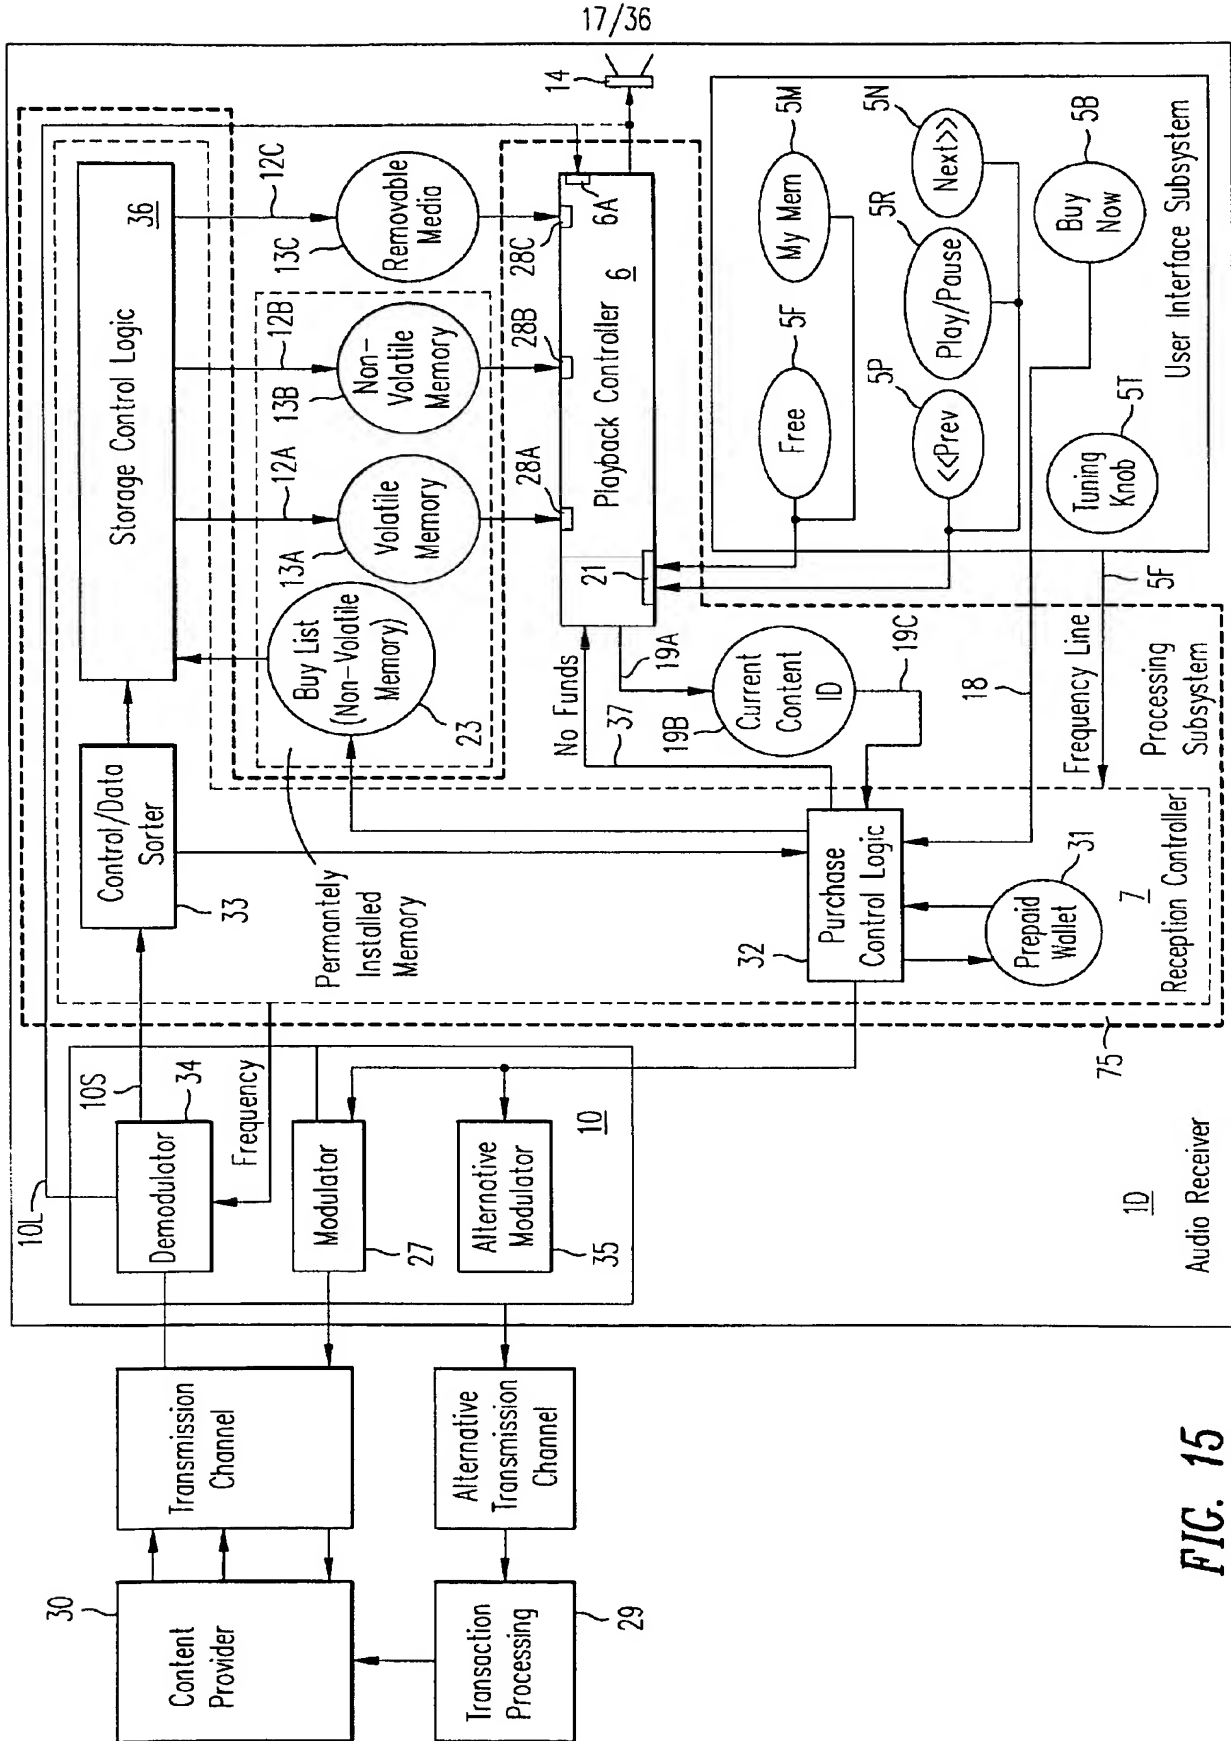 17/36
30
Content
Provider
Transmission
Channel
Transaction
Processing
29
Alternative
Transmission
Channel
10L
Demodulator
34
10S
Frequency
Modulator
27
Alternative
Modulator
35
10
Control/Data
Sorter
33
Storage Control Logic
36
Permantely
Installed
Memory
Buy List
(Non-Volatile
Memory)
23
12A
13A
Volatile
Memory
12B
13B
Non-
Volatile
Memory
12C
13C
Removable
Media
28A
28B
28C
6A
14
Playback Controller
6
21
No Funds
37
19A
19B
Current
Content
ID
19C
32
Purchase
Control Logic
Prepaid
Wallet
31
7
Reception Controller
18
Frequency Line
5F
Processing
Subsystem
75
Free
5F
My Mem
5M
<<Prev
5P
Play/Pause
5R
Next>>
5N
Tuning
Knob
5T
Buy
Now
5B
User Interface Subsystem
1D
Audio Receiver
FIG. 15